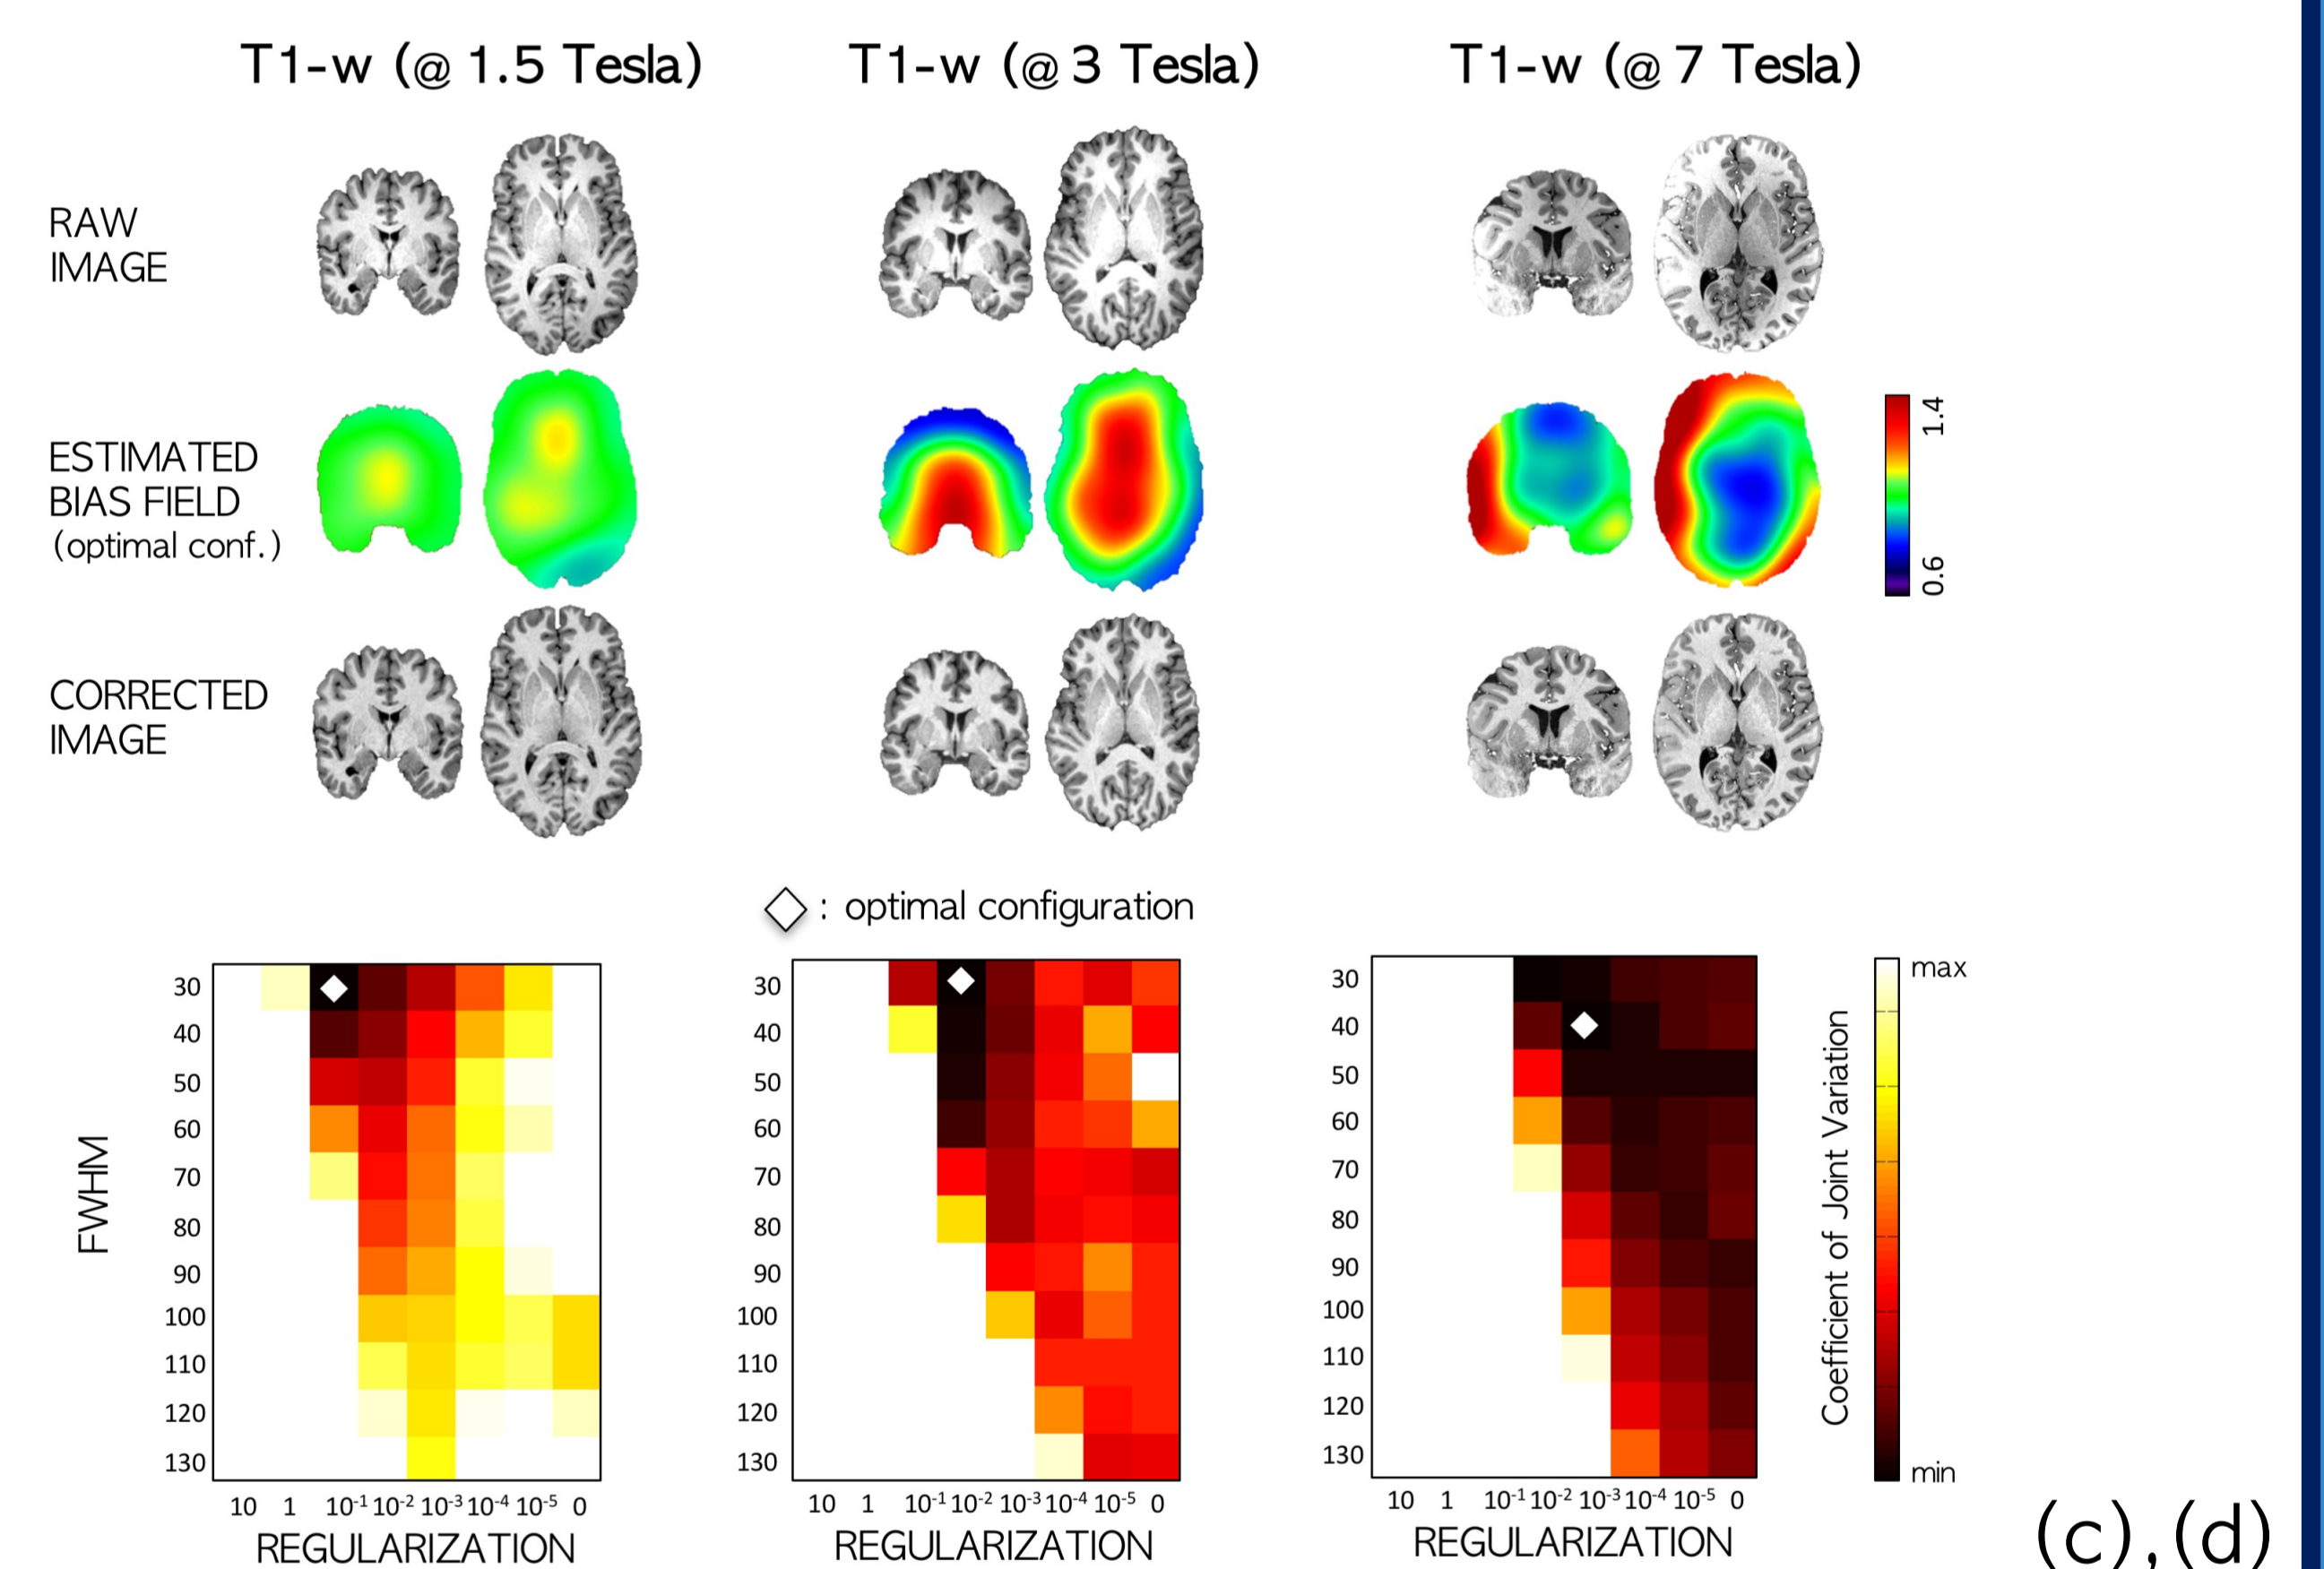 T1-w (@ 1.5 Tesla)
T1-w (@ 3 Tesla)
T1-w (@ 7 Tesla)
RAW
IMAGE
ESTIMATED
BIAS FIELD
(optimal conf.)
1.4
0.6
CORRECTED
IMAGE
: optimal configuration
FWHM
30
40
50
60
70
80
90
100
110
120
130
10 1 10⁻¹ 10⁻² 10⁻³ 10⁻⁴ 10⁻⁵ 0
REGULARIZATION
30
40
50
60
70
80
90
100
110
120
130
10 1 10⁻¹ 10⁻² 10⁻³ 10⁻⁴ 10⁻⁵ 0
REGULARIZATION
30
40
50
60
70
80
90
100
110
120
130
10 1 10⁻¹ 10⁻² 10⁻³ 10⁻⁴ 10⁻⁵ 0
REGULARIZATION
Coefficient of Joint Variation
max
min
(c),(d)